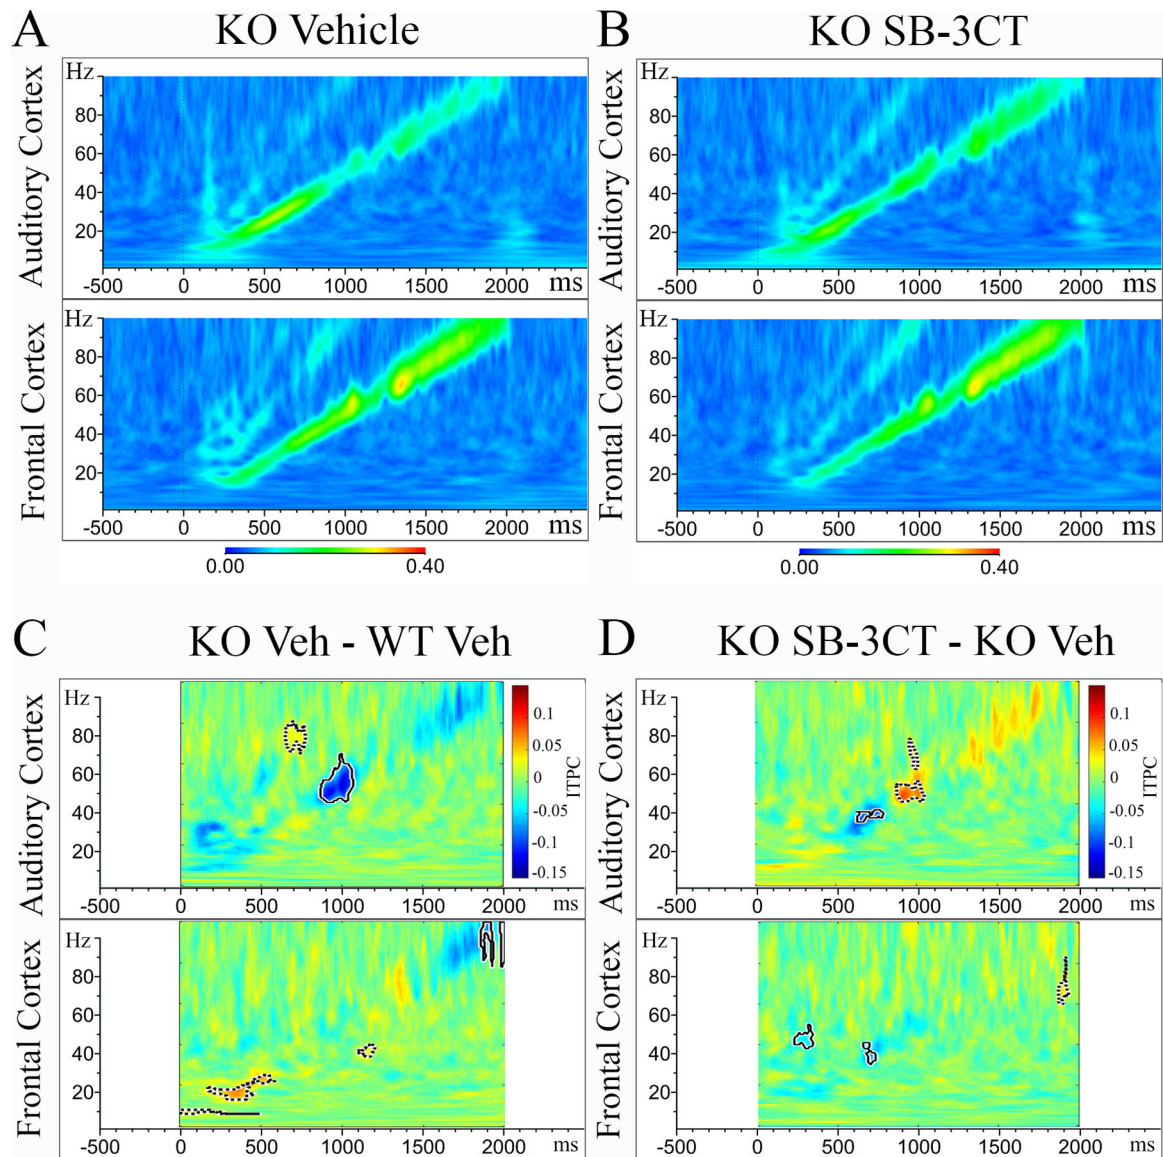 A
KO Vehicle
B
KO SB-3CT
Auditory Cortex
Hz
80
60
40
20
-500 0 500 1000 1500 2000 ms
Auditory Cortex
Hz
80
60
40
20
-500 0 500 1000 1500 2000 ms
Frontal Cortex
Hz
80
60
40
20
-500 0 500 1000 1500 2000 ms
0.00 0.40
Frontal Cortex
Hz
80
60
40
20
-500 0 500 1000 1500 2000 ms
0.00 0.40
C
KO Veh - WT Veh
D
KO SB-3CT - KO Veh
Auditory Cortex
Hz
80
60
40
20
-500 0 500 1000 1500 2000 ms
0.1
0.05
0
-0.05
-0.1
-0.15
ITPC
Auditory Cortex
Hz
80
60
40
20
-500 0 500 1000 1500 2000 ms
0.1
0.05
0
-0.05
-0.1
-0.15
ITPC
Frontal Cortex
Hz
80
60
40
20
-500 0 500 1000 1500 2000 ms
Frontal Cortex
Hz
80
60
40
20
-500 0 500 1000 1500 2000 ms